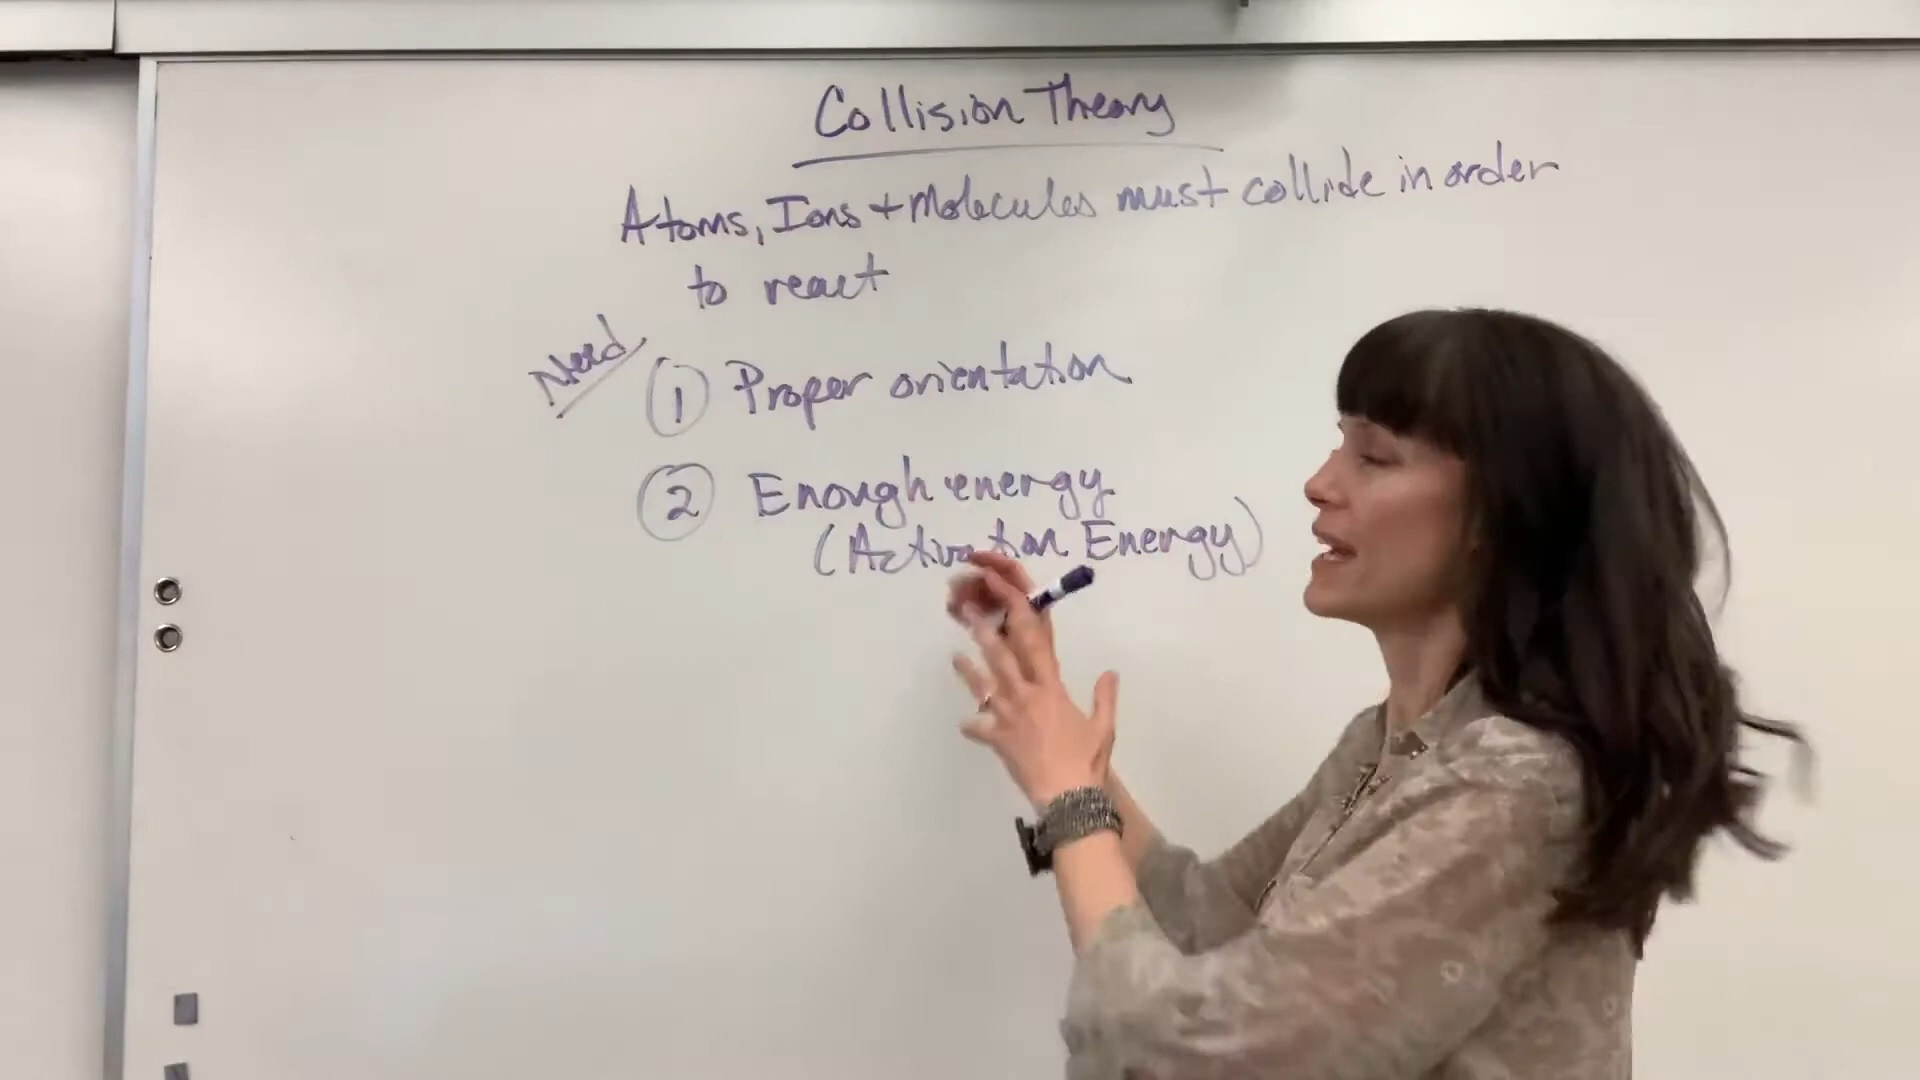 Collision Theory
Atoms, Ions + Molecules must collide in order
to react
Need
① Proper orientation
② Enough energy
(Activation Energy)